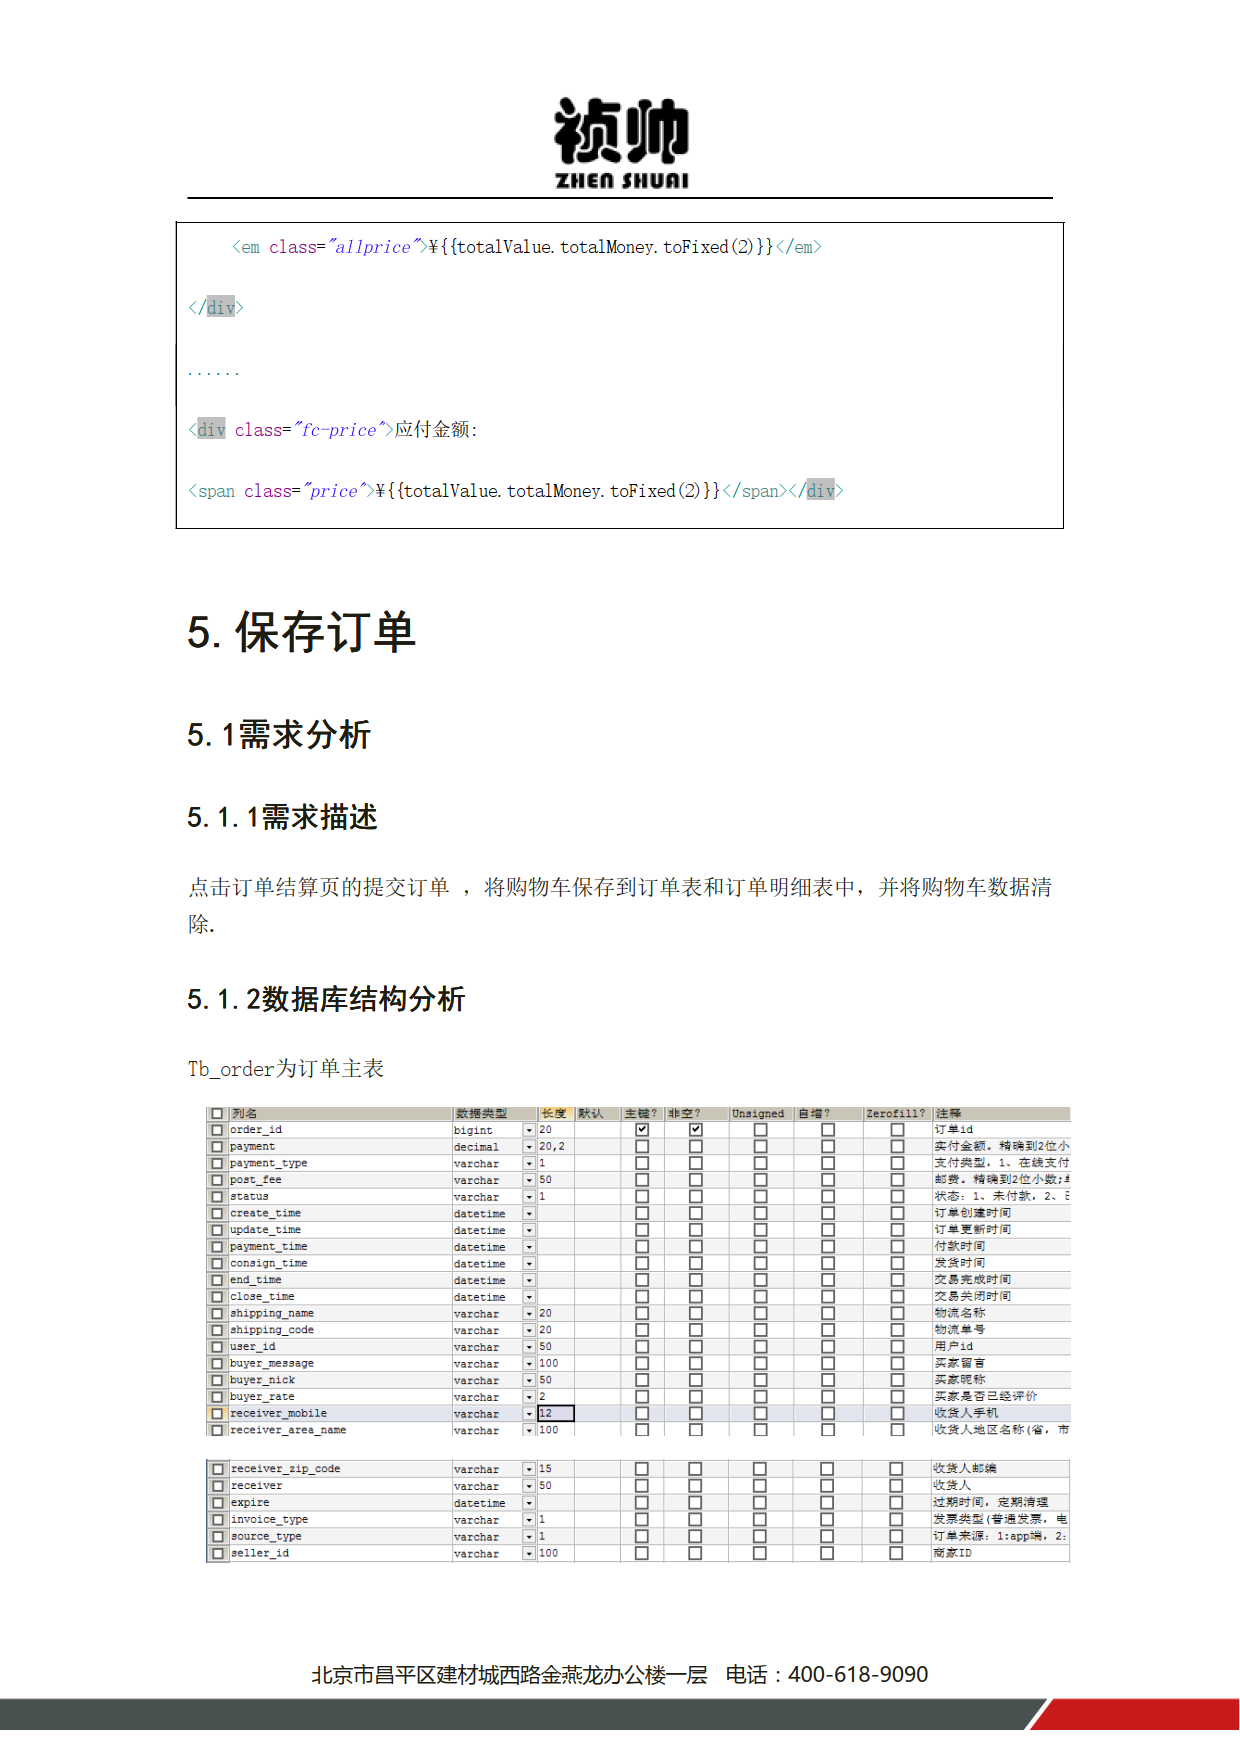 祯帅
ZHEN SHUAI
<em class="allprice">¥{{totalValue.totalMoney.toFixed(2)}}</em>
</div>
......
<div class="fc-price">应付金额:
<span class="price">¥{{totalValue.totalMoney.toFixed(2)}}</span></div>
5.保存订单
5.1需求分析
5.1.1需求描述
点击订单结算页的提交订单 ，将购物车保存到订单表和订单明细表中，并将购物车数据清
除.
5.1.2数据库结构分析
Tb_order为订单主表
列名 数据类型 长度 默认 主键? 非空? Unsigned 自增? Zerofill? 注释
order_id bigint 20 订单id
payment decimal 20,2 实付金额。精确到2位小
payment_type varchar 1 支付类型，1、在线支付
post_fee varchar 50 邮费。精确到2位小数;
status varchar 1 状态：1、未付款，2、
create_time datetime 订单创建时间
update_time datetime 订单更新时间
payment_time datetime 付款时间
consign_time datetime 发货时间
end_time datetime 交易完成时间
close_time datetime 交易关闭时间
shipping_name varchar 20 物流名称
shipping_code varchar 20 物流单号
user_id varchar 50 用户id
buyer_message varchar 100 买家留言
buyer_nick varchar 50 买家昵称
buyer_rate varchar 2 买家是否已经评价
receiver_mobile varchar 12 收货人手机
receiver_area_name varchar 100 收货人地区名称(省，市
receiver_zip_code varchar 15 收货人邮编
receiver varchar 50 收货人
expire datetime 过期时间，定期清理
invoice_type varchar 1 发票类型(普通发票，电
source_type varchar 1 订单来源：1:app端，2:
seller_id varchar 100 商家ID
北京市昌平区建材城西路金燕龙办公楼一层 电话：400-618-9090